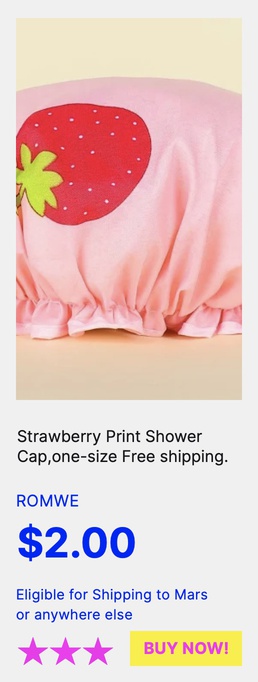 Strawberry Print Shower
Cap,one-size Free shipping.
ROMWE
$2.00
Eligible for Shipping to Mars
or anywhere else
BUY NOW!